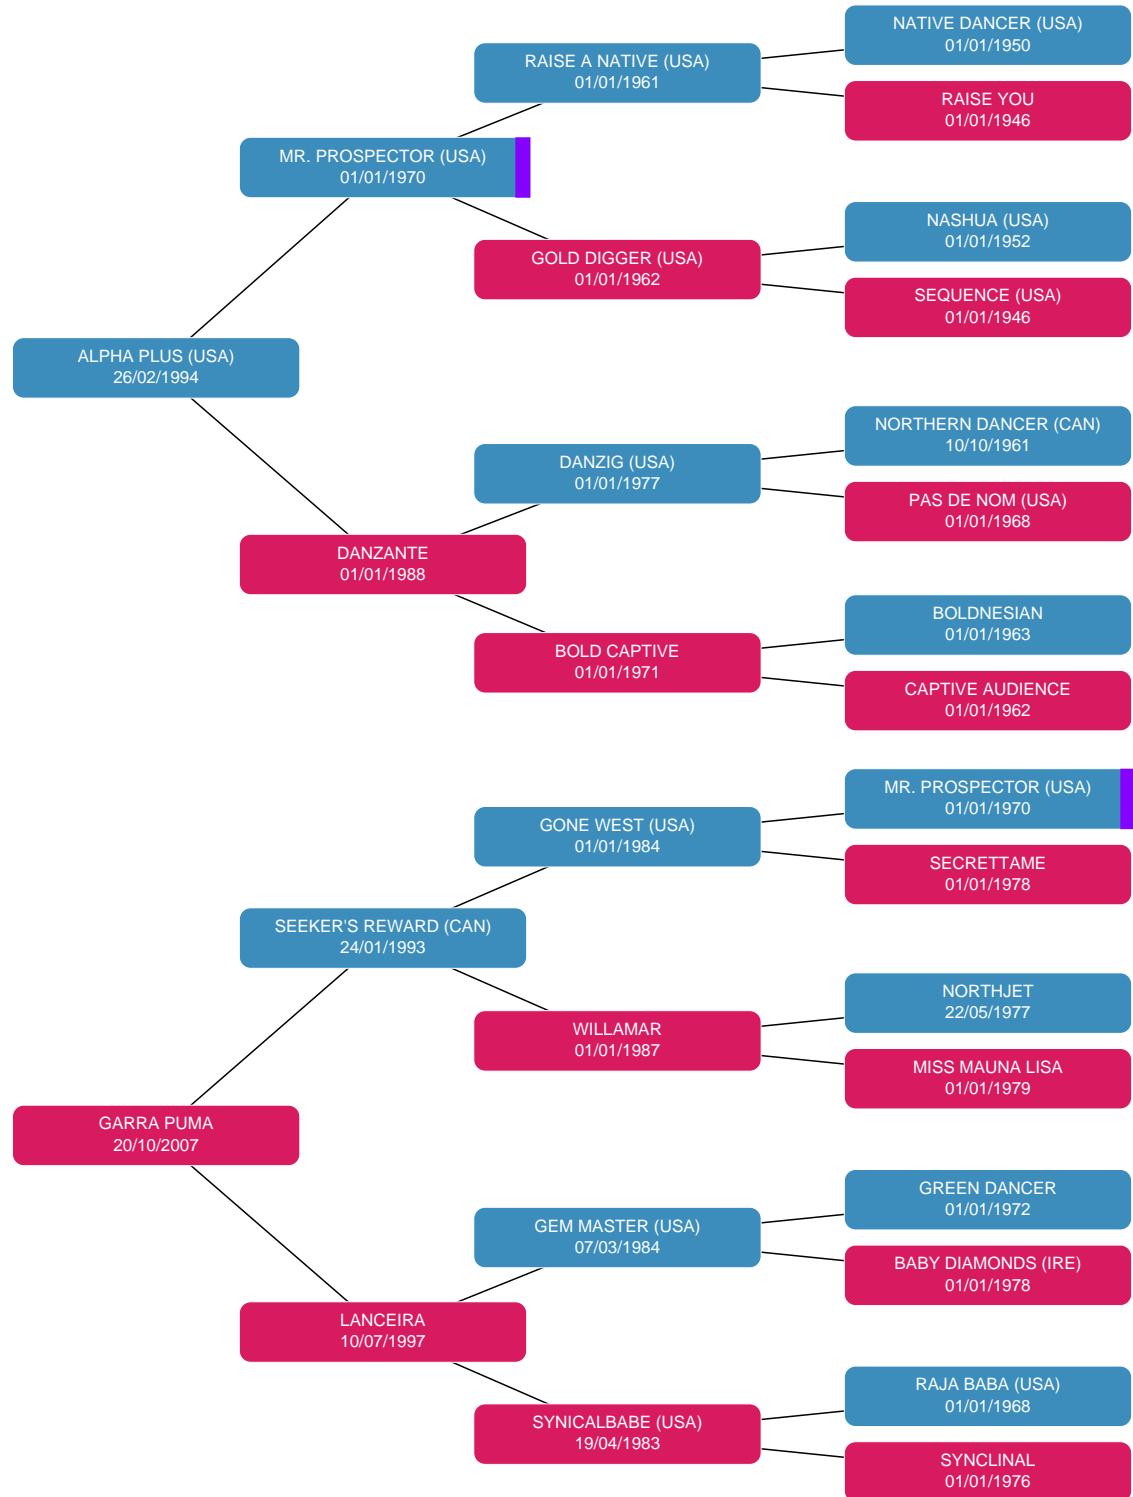 NATIVE DANCER (USA)
01/01/1950
RAISE A NATIVE (USA)
01/01/1961
RAISE YOU
01/01/1946
MR. PROSPECTOR (USA)
01/01/1970
NASHUA (USA)
01/01/1952
GOLD DIGGER (USA)
01/01/1962
SEQUENCE (USA)
01/01/1946
ALPHA PLUS (USA)
26/02/1994
NORTHERN DANCER (CAN)
10/10/1961
DANZIG (USA)
01/01/1977
PAS DE NOM (USA)
01/01/1968
DANZANTE
01/01/1988
BOLDNESIAN
01/01/1963
BOLD CAPTIVE
01/01/1971
CAPTIVE AUDIENCE
01/01/1962
MR. PROSPECTOR (USA)
01/01/1970
GONE WEST (USA)
01/01/1984
SECRETTAME
01/01/1978
SEEKER'S REWARD (CAN)
24/01/1993
NORTHJET
22/05/1977
WILLAMAR
01/01/1987
MISS MAUNA LISA
01/01/1979
GARRA PUMA
20/10/2007
GREEN DANCER
01/01/1972
GEM MASTER (USA)
07/03/1984
BABY DIAMONDS (IRE)
01/01/1978
LANCEIRA
10/07/1997
RAJA BABA (USA)
01/01/1968
SYNICALBABE (USA)
19/04/1983
SYNCLINAL
01/01/1976